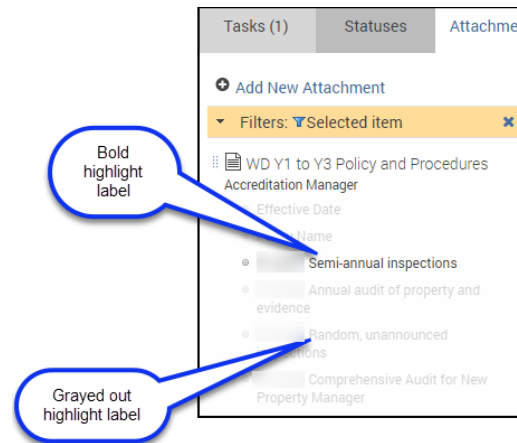 Tasks (1) Statuses Attachme
Add New Attachment
Filters: Selected item
Bold
highlight
label
WD Y1 to Y3 Policy and Procedures
Accreditation Manager
Effective Date
Name
Semi-annual inspections
Annual audit of property and
evidence
Random, unannounced
Grayed out
highlight label
Comprehensive Audit for New
Property Manager